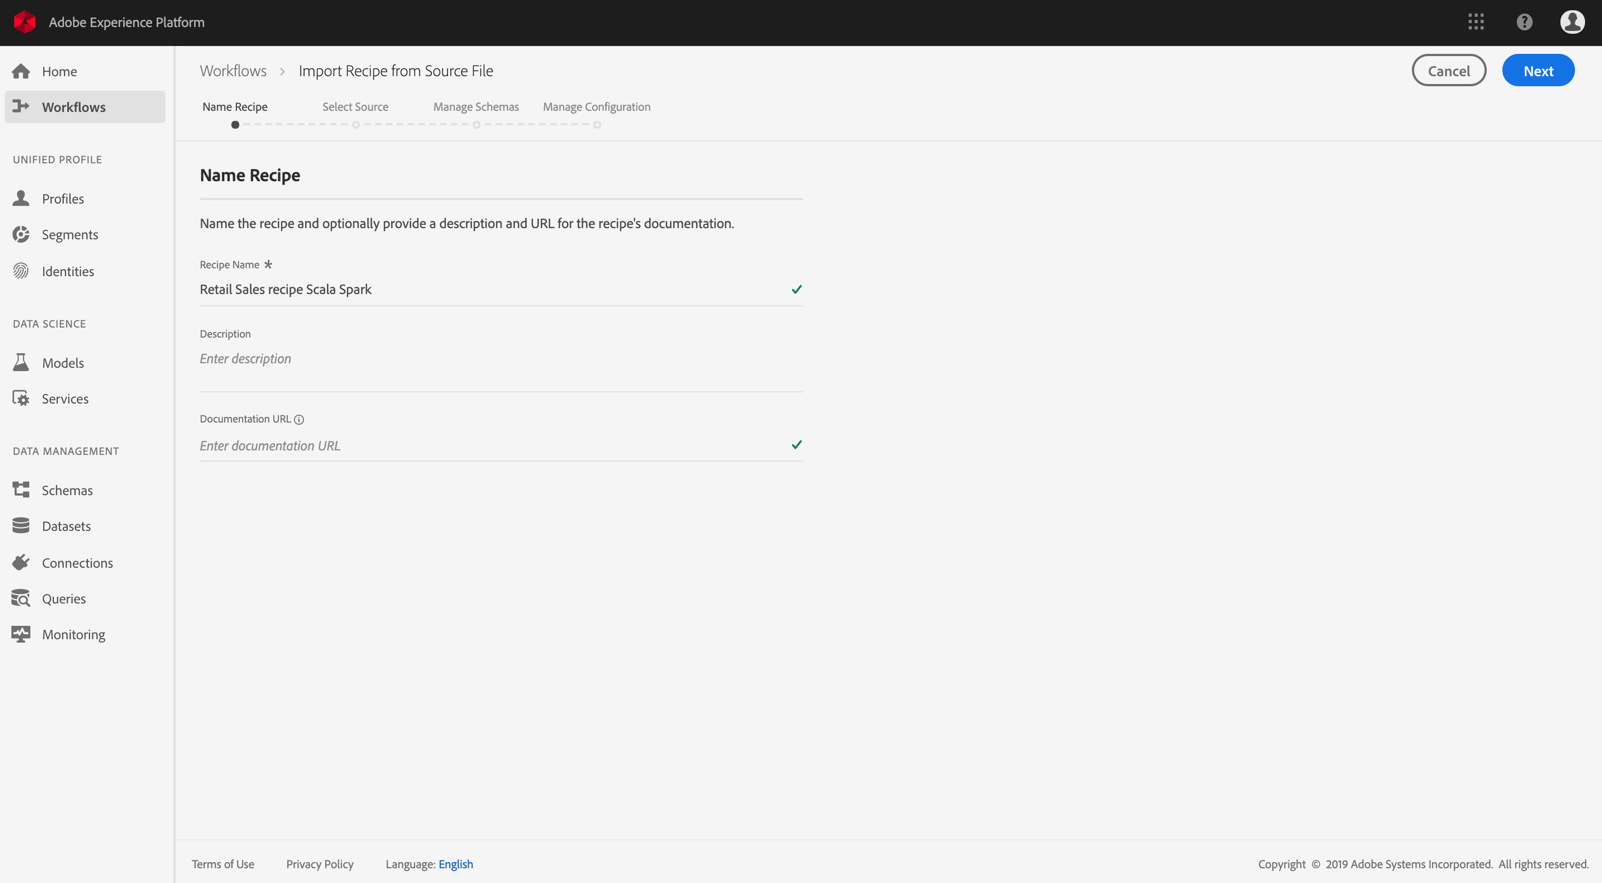 Adobe Experience Platform
Home
Workflows
UNIFIED PROFILE
Profiles
Segments
Identities
DATA SCIENCE
Models
Services
DATA MANAGEMENT
Schemas
Datasets
Connections
Queries
Monitoring
Workflows > Import Recipe from Source File
Cancel
Next
Name Recipe
Select Source
Manage Schemas
Manage Configuration
Name Recipe
Name the recipe and optionally provide a description and URL for the recipe's documentation.
Recipe Name *
Retail Sales recipe Scala Spark
Description
Enter description
Documentation URL
Enter documentation URL
Terms of Use
Privacy Policy
Language: English
Copyright © 2019 Adobe Systems Incorporated. All rights reserved.